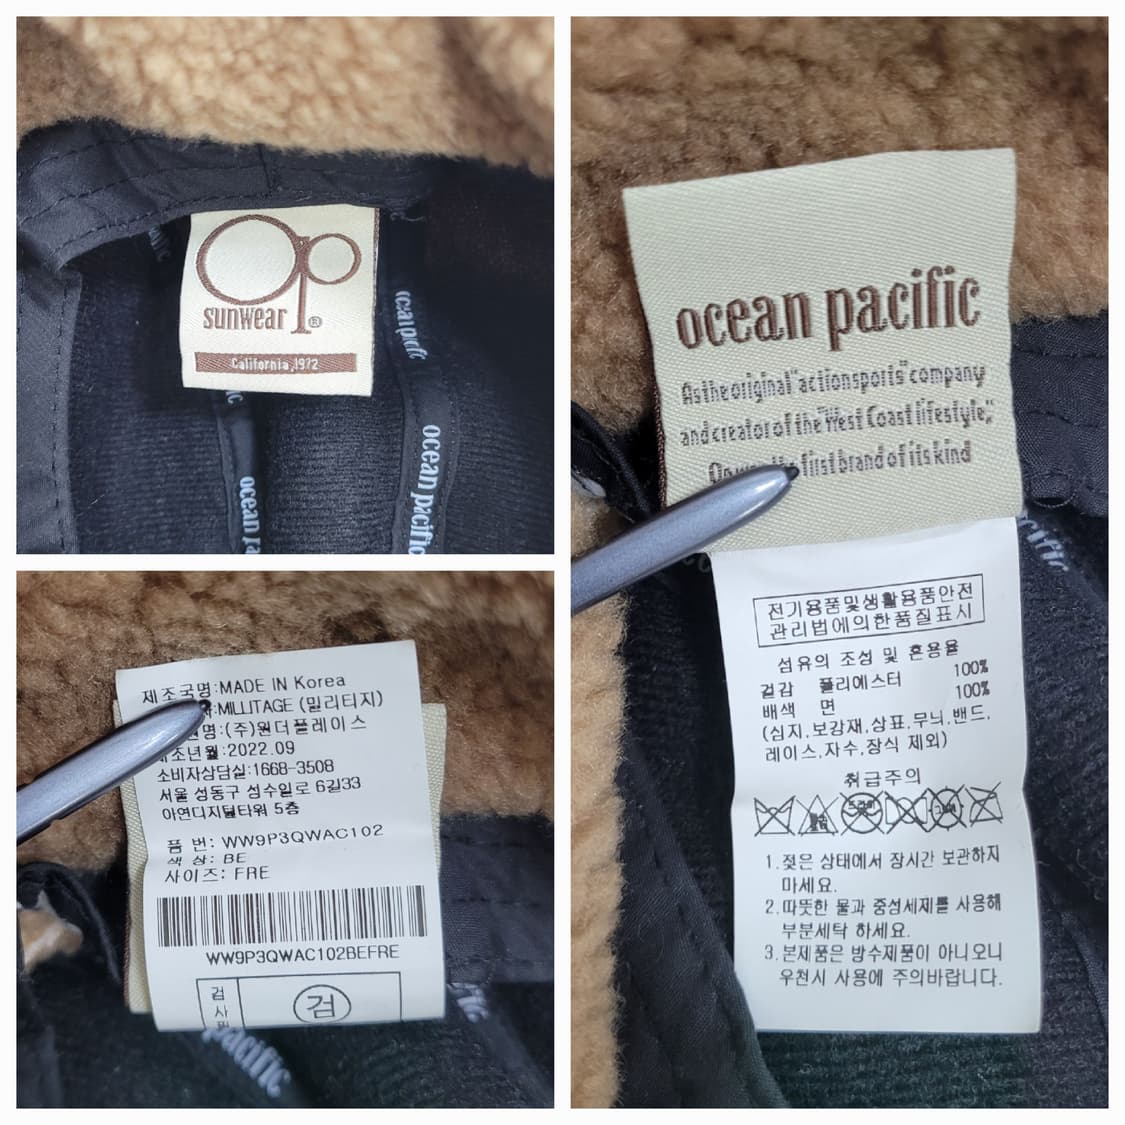 Op
sunwear ®
California,1972
ocean pacific
ocean
ocean pacific
As the original "actionsports" company
and creator of the "West Coast lifestyle,"
Op was the first brand of its kind
전기용품및생활용품안전
관리법에의한품질표시
섬유의 조성 및 혼용율
겉감 폴리에스터 100%
배색 면 100%
(심지,보강재,상표,무늬,밴드,
레이스,자수,장식 제외)
취급주의
1.젖은 상태에서 장시간 보관하지
마세요.
2.따뜻한 물과 중성세제를 사용해
부분세탁 하세요.
3.본제품은 방수제품이 아니오니
우천시 사용에 주의바랍니다.
제조국명:MADE IN Korea
:MILLITAGE (밀리티지)
명:(주)원더플레이스
제조년월:2022.09
소비자상담실:1668-3508
서울 성동구 성수일로 6길33
아연디지털타워 5층
품 번: WW9P3QWAC102
색 상: BE
사이즈: FRE
WW9P3QWAC102BEFRE
검
사
필
검
pacific